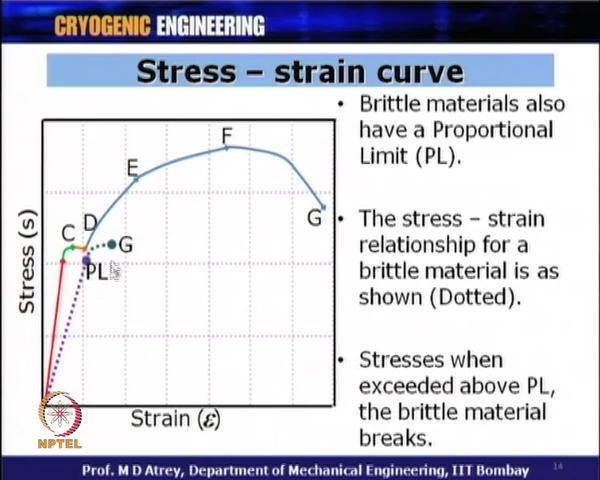 CRYOGENIC ENGINEERING
Stress – strain curve
Stress (s)
C
D
E
F
G
G
PL
Strain (ε)
• Brittle materials also
have a Proportional
Limit (PL).
• The stress – strain
relationship for a
brittle material is as
shown (Dotted).
• Stresses when
exceeded above PL,
the brittle material
breaks.
NPTEL
Prof. M D Atrey, Department of Mechanical Engineering, IIT Bombay
14